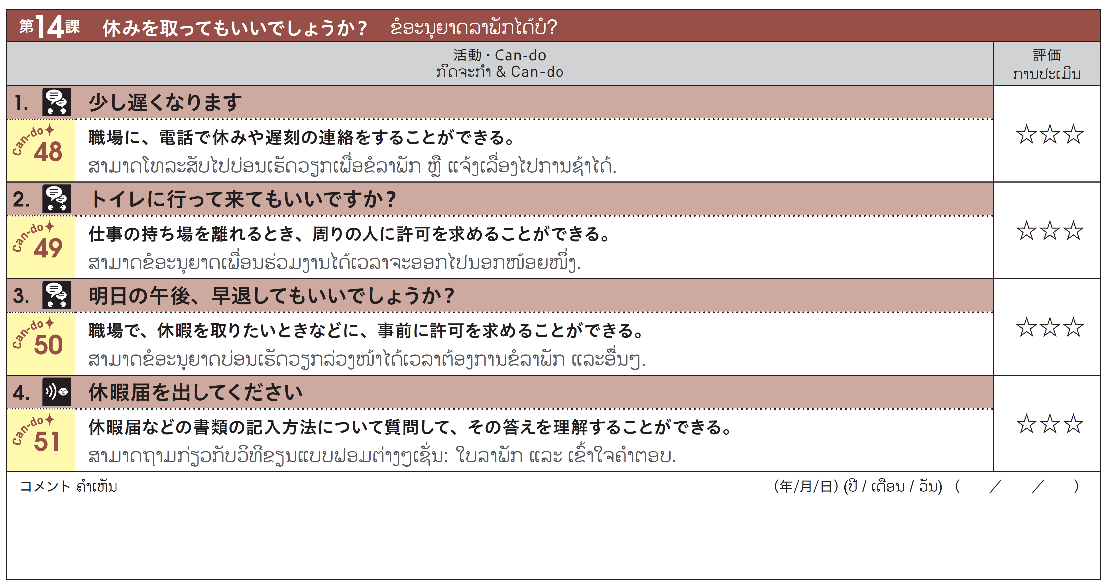 第14課 休みを取ってもいいでしょうか? ຂໍອະນຸຍາດລາພັກໄດ້ບໍ?
活動・Can-do
ກິດຈະກຳ & Can-do
評価
ການປະເມີນ
1. 少し遅くなります
Can-do 48
職場に、電話で休みや遅刻の連絡をすることができる。
ສາມາດໂທລະສັບໄປບ່ອນເຮັດວຽກເພື່ອຂໍລາພັກ ຫຼື ແຈ້ງເລື່ອງໄປການຊ້າໄດ້.
☆☆☆
2. トイレに行って来てもいいですか?
Can-do 49
仕事の持ち場を離れるとき、周りの人に許可を求めることができる。
ສາມາດຂໍອະນຸຍາດເພື່ອນຮ່ວມງານໄດ້ເວລາຈະອອກໄປນອກໜ້ອຍໜຶ່ງ.
☆☆☆
3. 明日の午後、早退してもいいでしょうか?
Can-do 50
職場で、休暇を取りたいときなどに、事前に許可を求めることができる。
ສາມາດຂໍອະນຸຍາດບ່ອນເຮັດວຽກລ່ວງໜ້າໄດ້ເວລາຕ້ອງການຂໍລາພັກ ແລະອື່ນໆ.
☆☆☆
4. 休暇届を出してください
Can-do 51
休暇届などの書類の記入方法について質問して、その答えを理解することができる。
ສາມາດຖາມກ່ຽວກັບວິທີຂຽນແບບຟອມຕ່າງໆເຊັ່ນ: ໃບລາພັກ ແລະ ເຂົ້າໃຈຄຳຕອບ.
☆☆☆
コメント ຄຳເຫັນ
(年/月/日) (ປີ / ເດືອນ / ວັນ) ( / / )